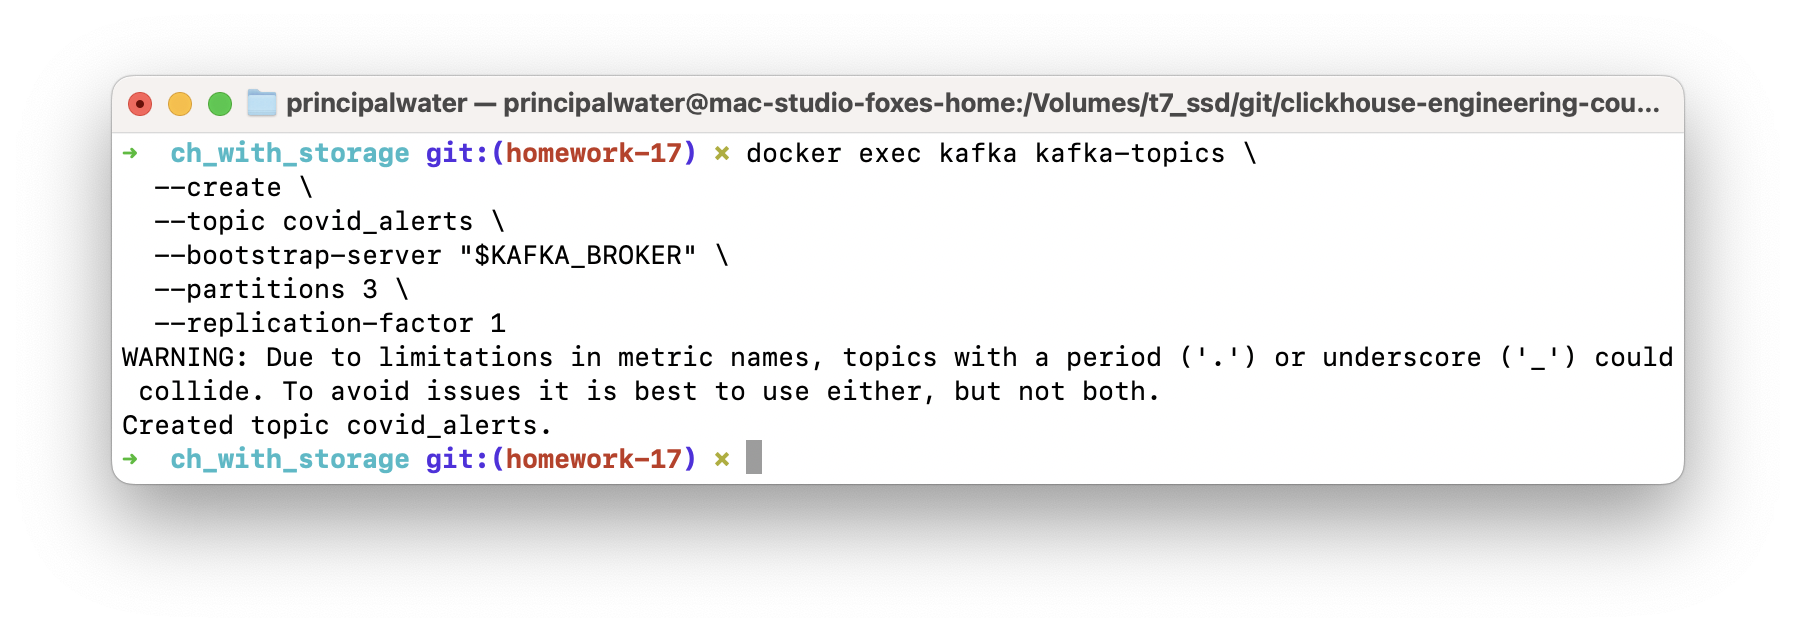 principalwater — principalwater@mac-studio-foxes-home:/Volumes/t7_ssd/git/clickhouse-engineering-cou...
➜  ch_with_storage git:(homework-17) ✗ docker exec kafka kafka-topics \
  --create \
  --topic covid_alerts \
  --bootstrap-server "$KAFKA_BROKER" \
  --partitions 3 \
  --replication-factor 1
WARNING: Due to limitations in metric names, topics with a period ('.') or underscore ('_') could
 collide. To avoid issues it is best to use either, but not both.
Created topic covid_alerts.
➜  ch_with_storage git:(homework-17) ✗